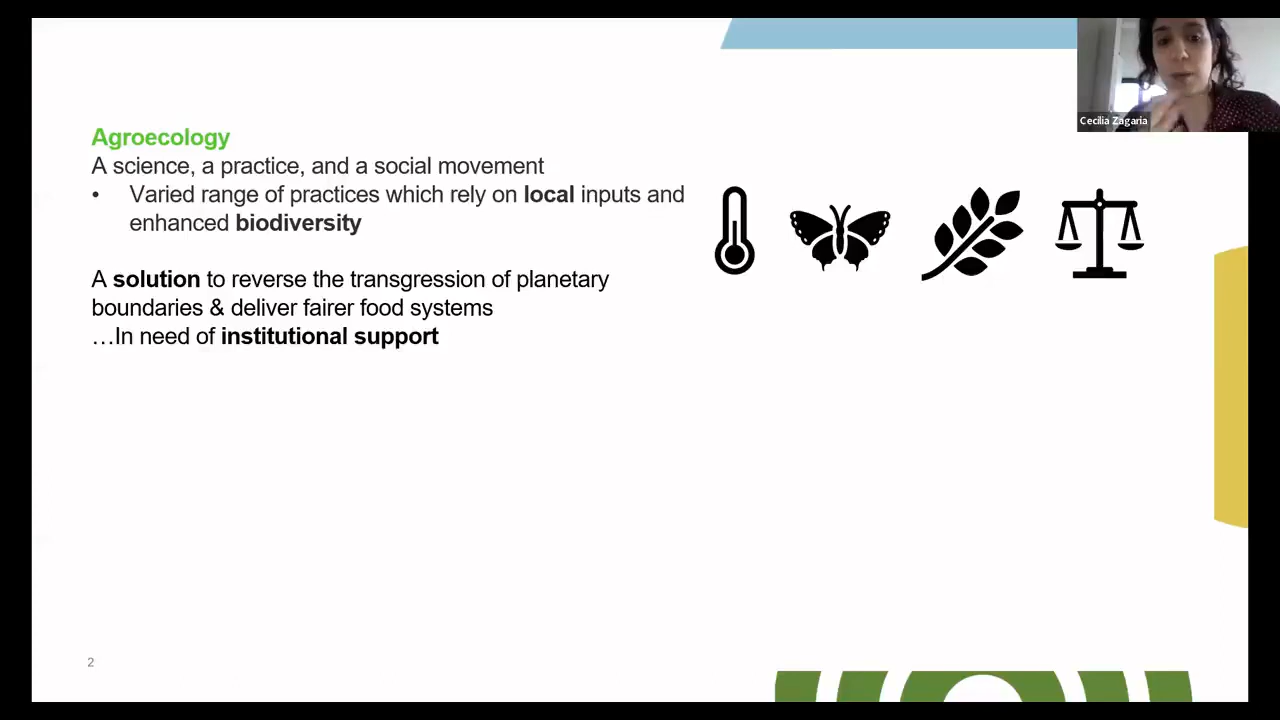 Cecilia Zagaria
Agroecology
A science, a practice, and a social movement
• Varied range of practices which rely on local inputs and
enhanced biodiversity
A solution to reverse the transgression of planetary
boundaries & deliver fairer food systems
…In need of institutional support
2